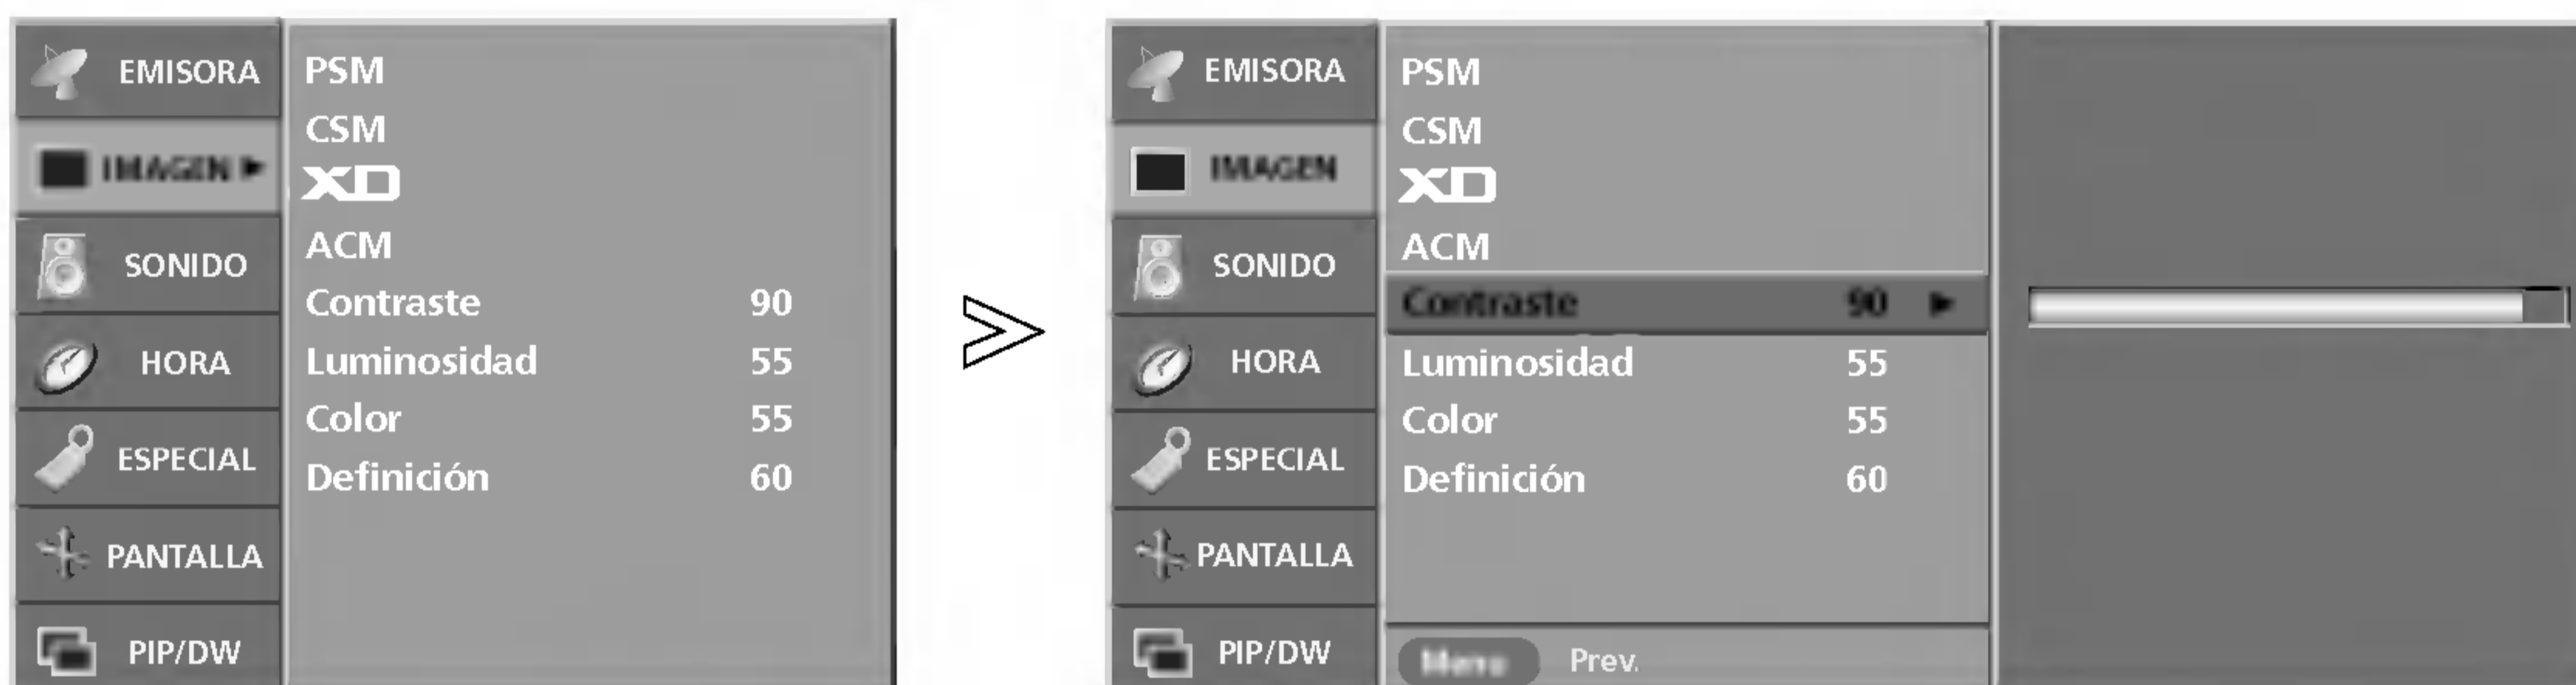 EMISORA
IMAGEN ►
SONIDO
HORA
ESPECIAL
PANTALLA
PIP/DW
PSM
CSM
XD
ACM
Contraste 90
Luminosidad 55
Color 55
Definición 60
EMISORA
IMAGEN
SONIDO
HORA
ESPECIAL
PANTALLA
PIP/DW
PSM
CSM
XD
ACM
Contraste 90 ►
Luminosidad 55
Color 55
Definición 60
Menu Prev.